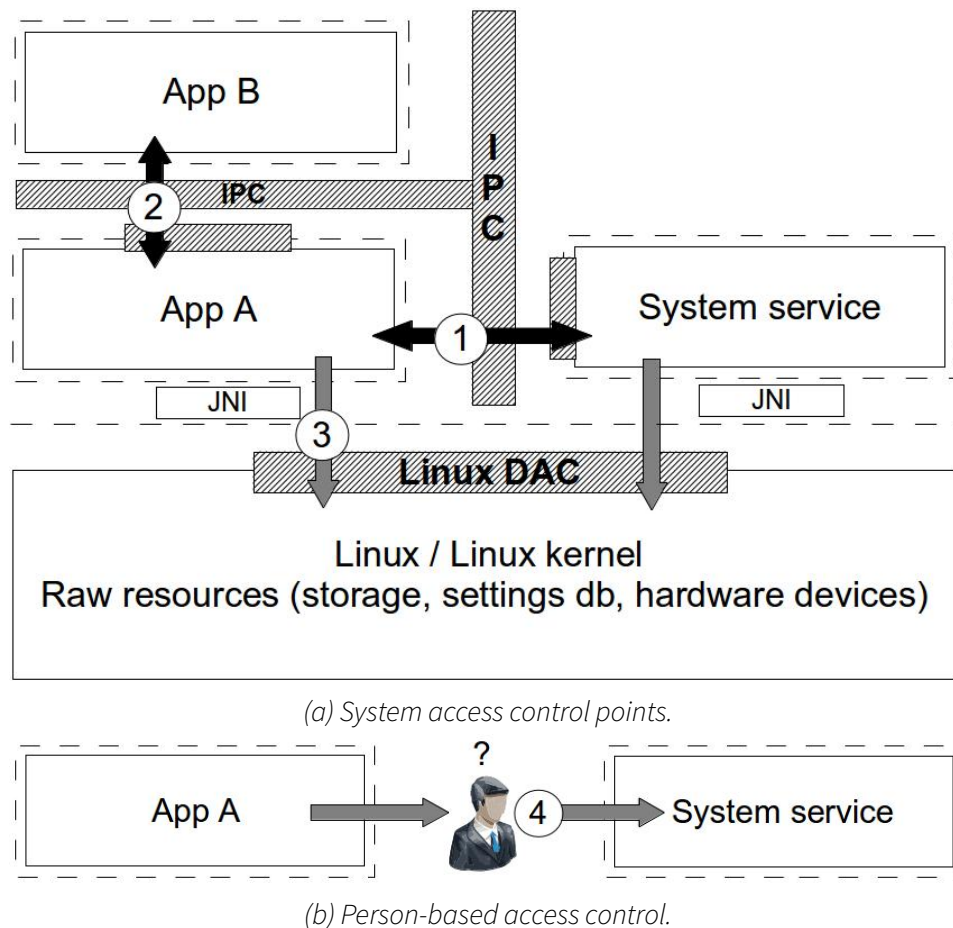 App B
IPC
IPC
2
App A
System service
1
JNI
JNI
3
Linux DAC
Linux / Linux kernel
Raw resources (storage, settings db, hardware devices)
(a) System access control points.
?
App A
4
System service
(b) Person-based access control.